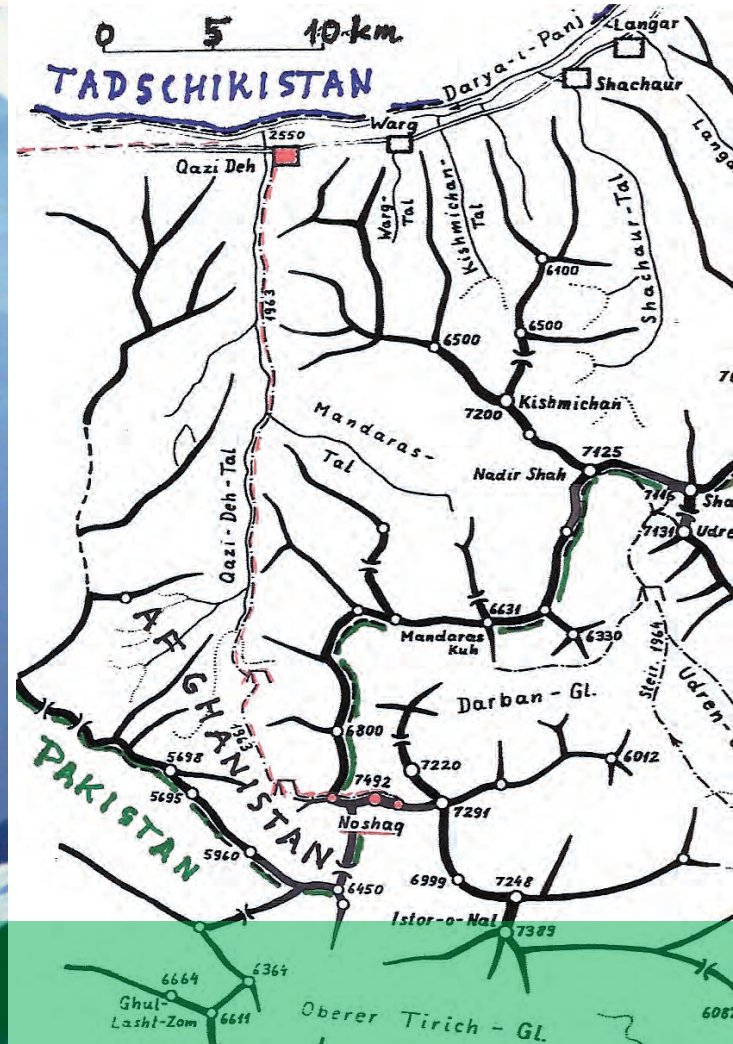 0 5 10 km
Langar
TADSCHIKISTAN
Darya-i-Panj
Shachaur
Warg
2550
Qazi Deh
Warg-
Tal
Kishmichan-
Tal
Shachaur-Tal
6100
1963
6500
6500
7200
Kishmichan
Mandaras-
Tal
7125
Nadir Shah
7131
Qazi-Deh-Tal
AFGHANISTAN
6631
Mandaras
Kuh
6330
Steir. 1964
Darban-Gl.
Udren-
1963
6800
PAKISTAN
5698
5695
7220
6012
7492
Noshaq
7291
5960
6999
7248
6450
Istor-o-Nal
7389
6664
6364
Ghul-
Lasht-Zom
6611
Oberer Tirich-Gl.